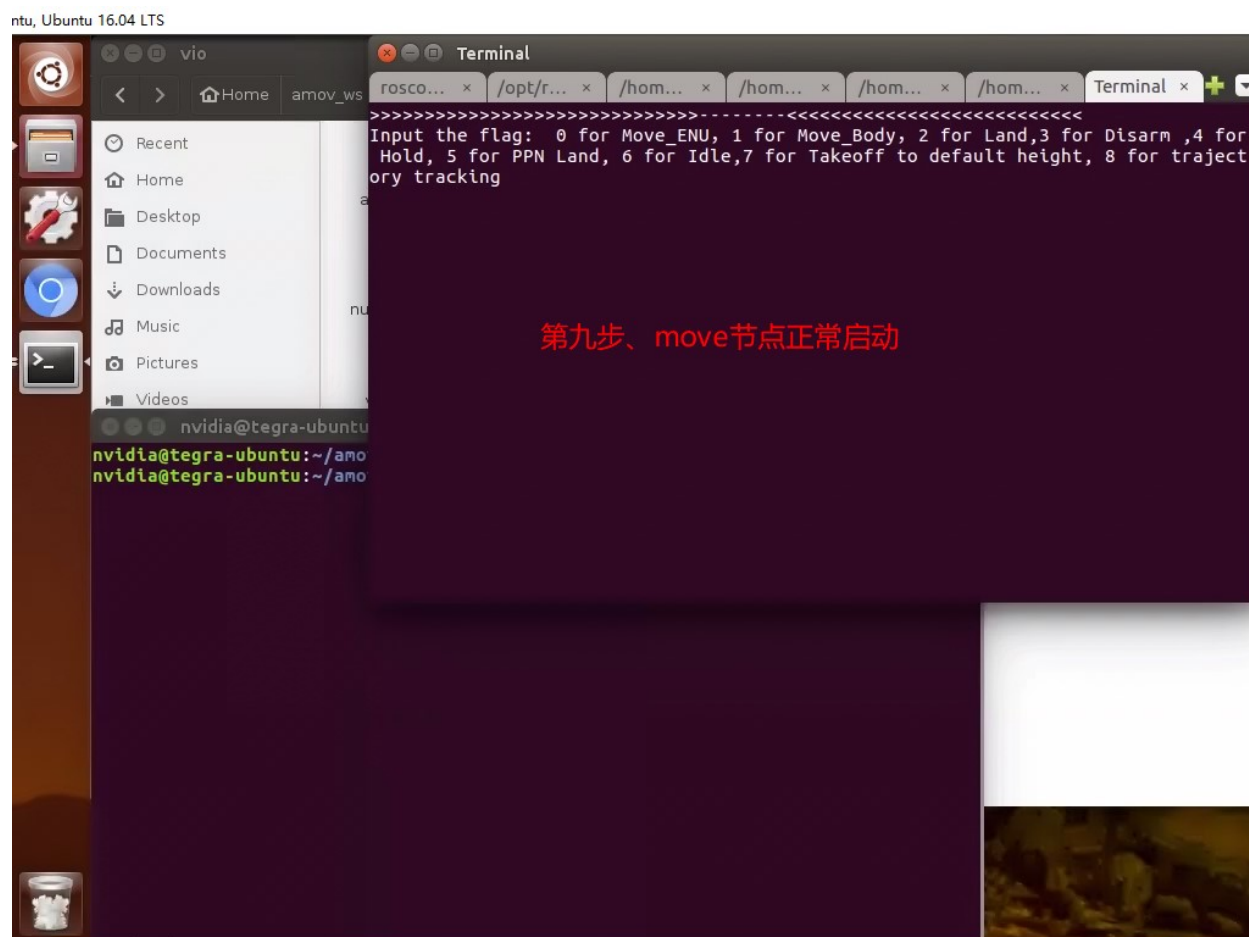 ntu, Ubuntu 16.04 LTS
vio
Terminal
Home amov_ws
rosco... × /opt/r... × /hom... × /hom... × /hom... × /hom... × Terminal ×
>>>>>>>>>>>>>>>>>>>>>>>>>>>>>>--------<<<<<<<<<<<<<<<<<<<<<<<<<<
Input the flag:  0 for Move_ENU, 1 for Move_Body, 2 for Land,3 for Disarm ,4 for
Hold, 5 for PPN Land, 6 for Idle,7 for Takeoff to default height, 8 for traject
ory tracking
Recent
Home
Desktop
Documents
Downloads
nu
Music
Pictures
Videos
第九步、move节点正常启动
nvidia@tegra-ubuntu
nvidia@tegra-ubuntu:~/amo
nvidia@tegra-ubuntu:~/amo